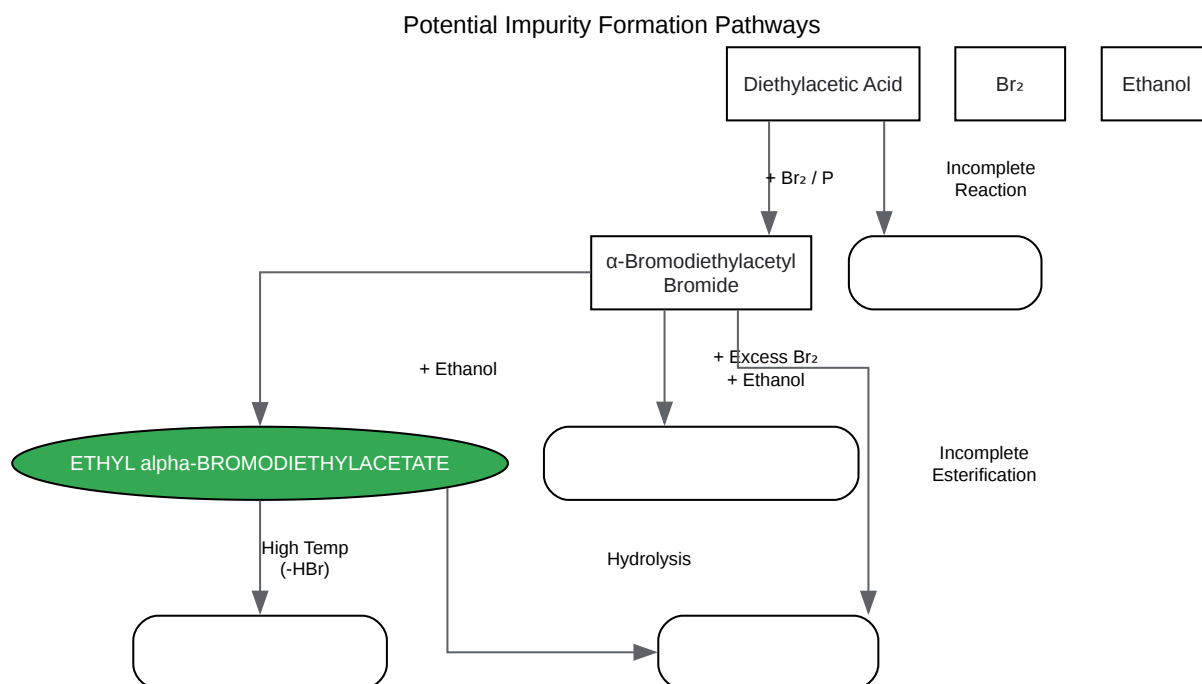 Potential Impurity Formation Pathways
Diethylacetic Acid
Br₂
Ethanol
+ Br₂ / P
Incomplete
Reaction
α-Bromodiethylacetyl
Bromide
+ Ethanol
+ Excess Br₂
+ Ethanol
ETHYL alpha-BROMODIETHYLACETATE
Incomplete
Esterification
High Temp
(-HBr)
Hydrolysis